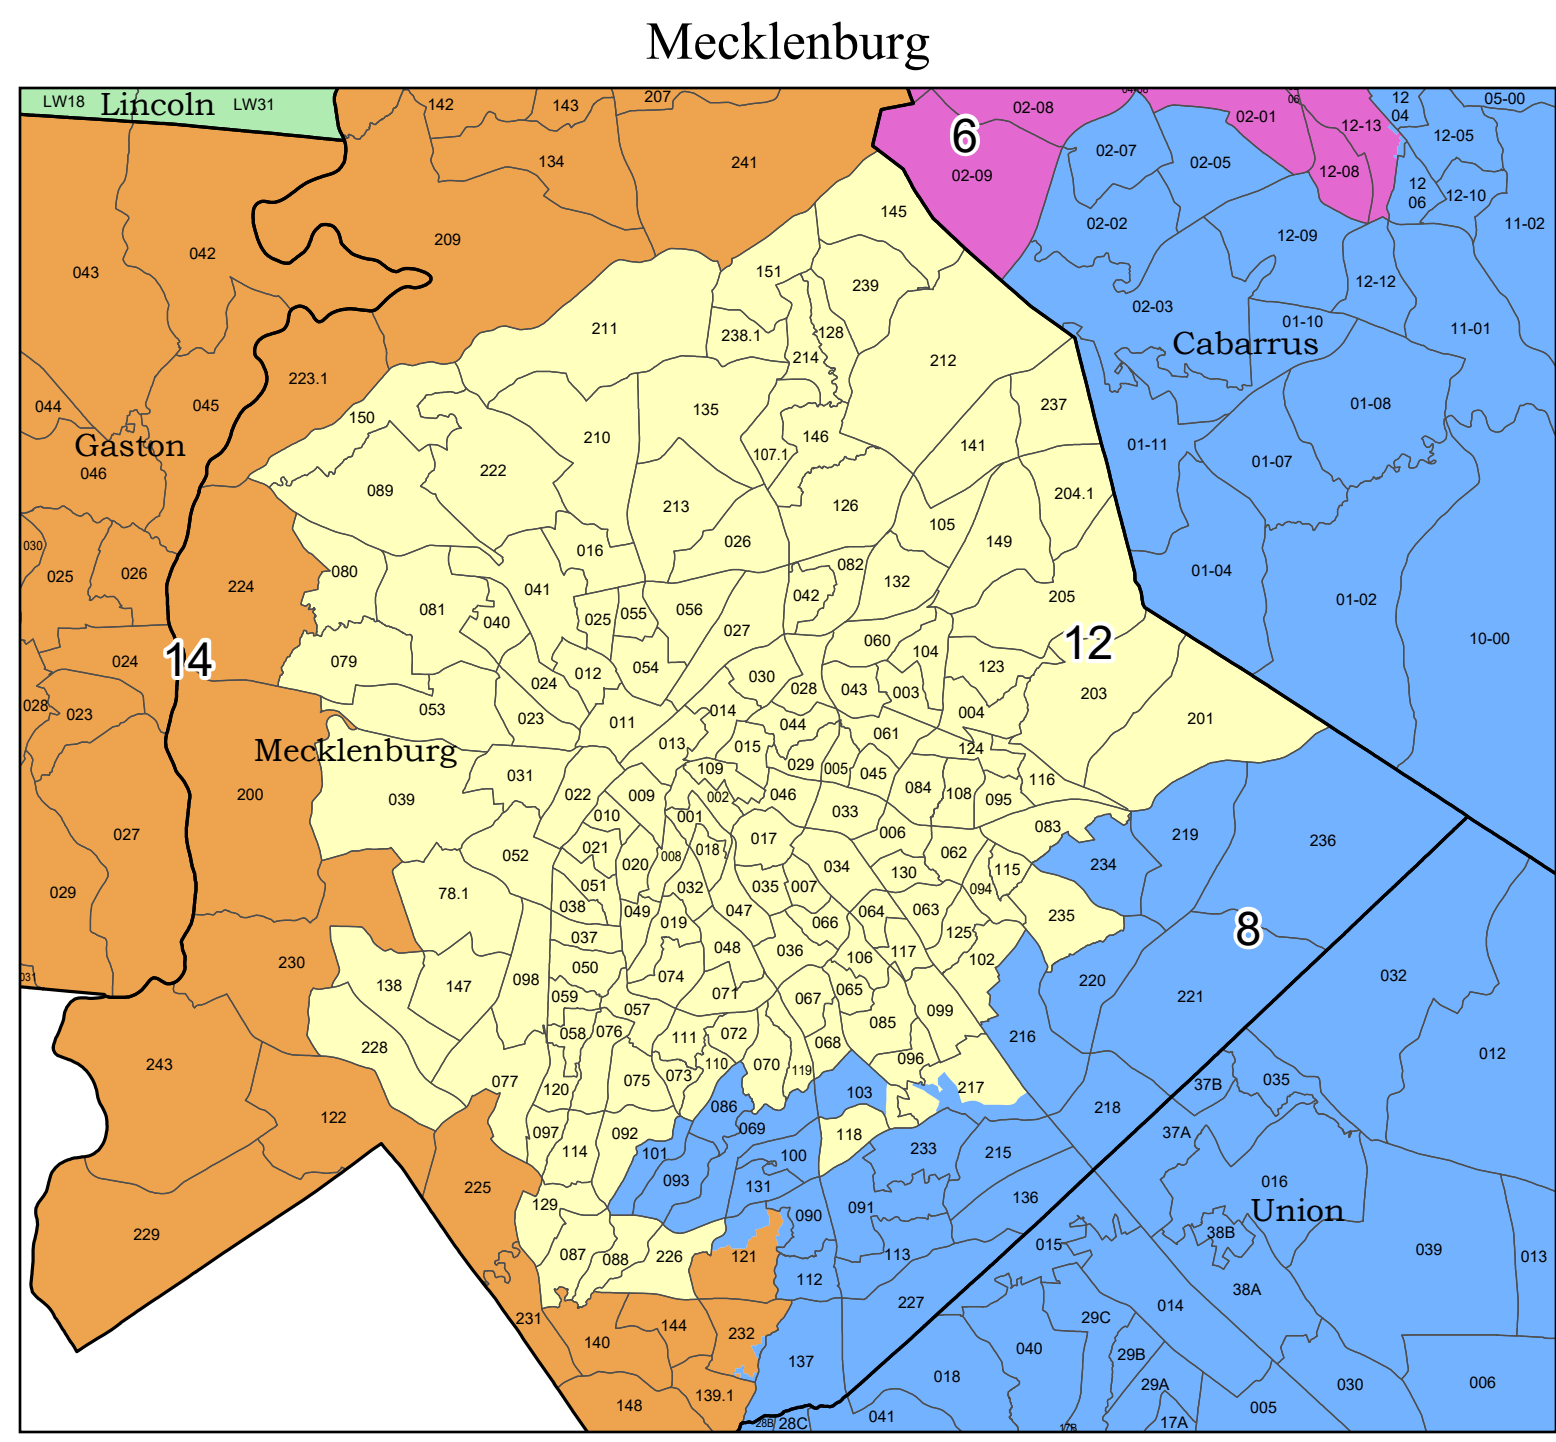 Mecklenburg
LW18 Lincoln LW31 142 143 207 02-08 02-01 06 12-13 12 04 05-00
6 12-05
134 241 02-09 02-07 02-05 12-08 12 06 12-10
145 02-02 11-02
043 042 209 12-09
151 239 12-12
02-03
211 238.1 128 01-10 11-01
214 212 Cabarrus
223.1
044 045 150 135 237 01-08
Gaston 210 146 141 01-11
046 222 107.1 01-07
089 213 126 204.1
105
030 026 149
025 026 080 016 082 01-04
224 041 042 132
081 025 055 056 205 01-02
040 027 060 12 10-00
024 14 079 012 054 104 123
024 030 028 043 003 203
028 023 053 023 011 014 044 004 201
Mecklenburg 013 015 061 124
031 109 029 005 045 116
200 039 022 009 002 046 084 108 095
010 001 033 083
027 021 018 017 006 219 236
052 020 008 034 062 234
029 78.1 051 032 035 007 130 094 115
038 049 047 064 063 235 8
019 066
037 048 036 125
031 230 050 074 106 117 102 032
138 147 098 071 065 220 221
059 057 067
058 076 111 072 068 085 099 216
243 228 110 070 119 096 012
077 120 075 073 103 217 37B 035
122 086 218
097 092 069 118 37A
114 101 100 233 215
225 093 131 136 016
129 090 091 Union
229 087 088 226 121 113 015 38B 039 013
112 38A
231 227 29C 014
140 144 232 040
137 29B
148 139.1 018 29A 030 006
28B 28C 041 17B 17A 005